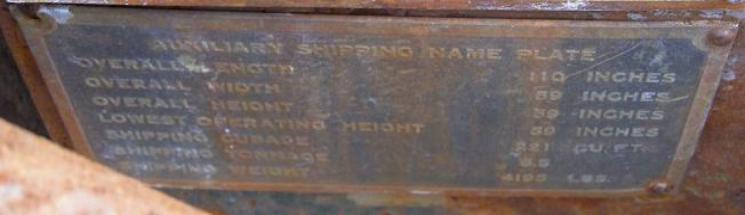 AUXILIARY SHIPPING NAME PLATE
OVERALL LENGTH 110 INCHES
OVERALL WIDTH 59 INCHES
OVERALL HEIGHT 59 INCHES
LOWEST OPERATING HEIGHT 59 INCHES
SHIPPING CUBAGE 221 CU. FT.
SHIPPING TONNAGE 5.5
SHIPPING WEIGHT 4195 LBS.